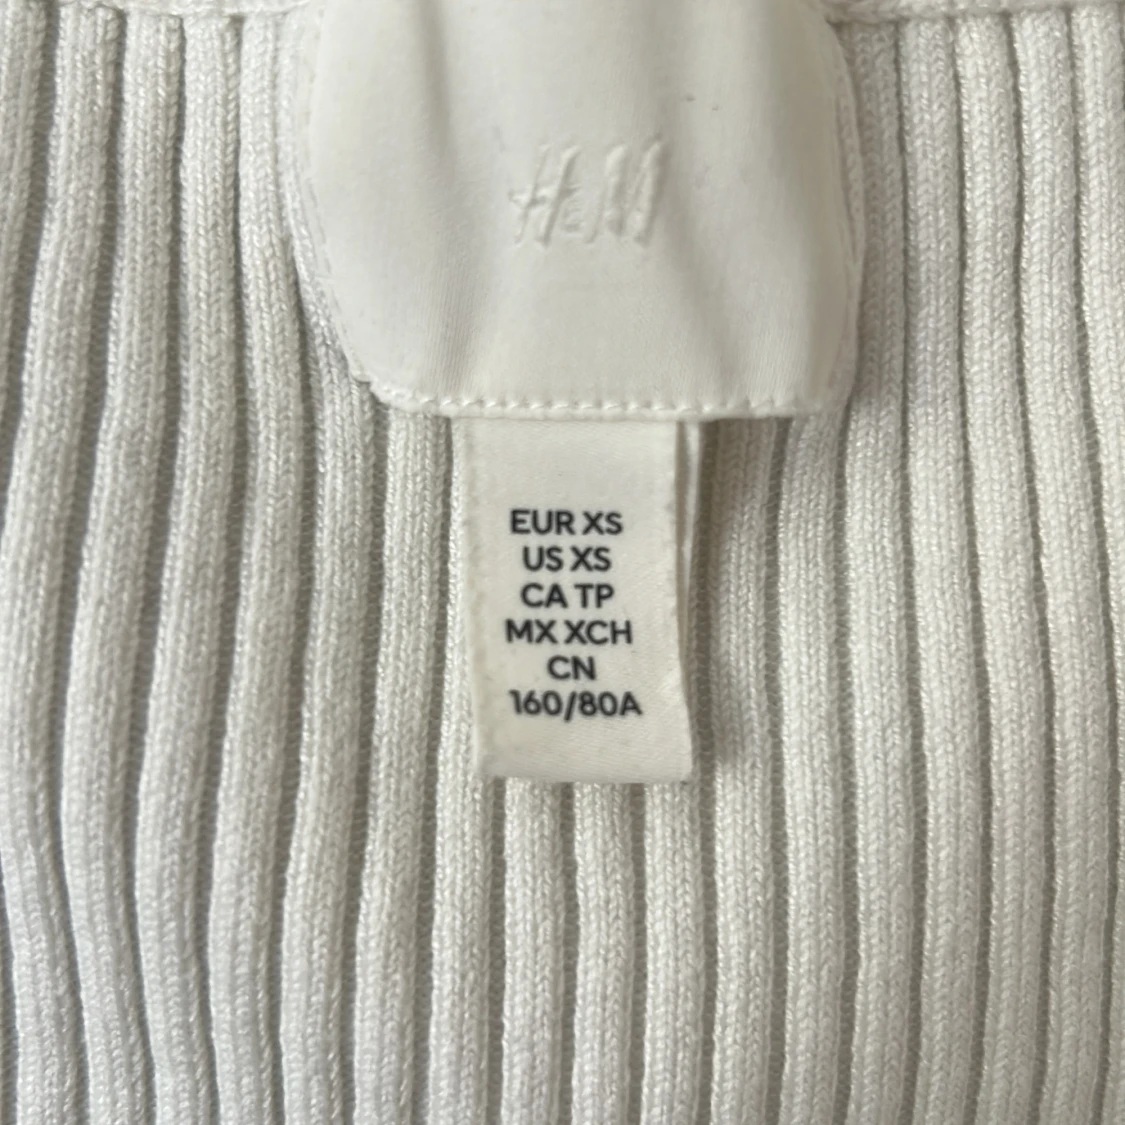 H&M
EUR XS
US XS
CA TP
MX XCH
CN
160/80A